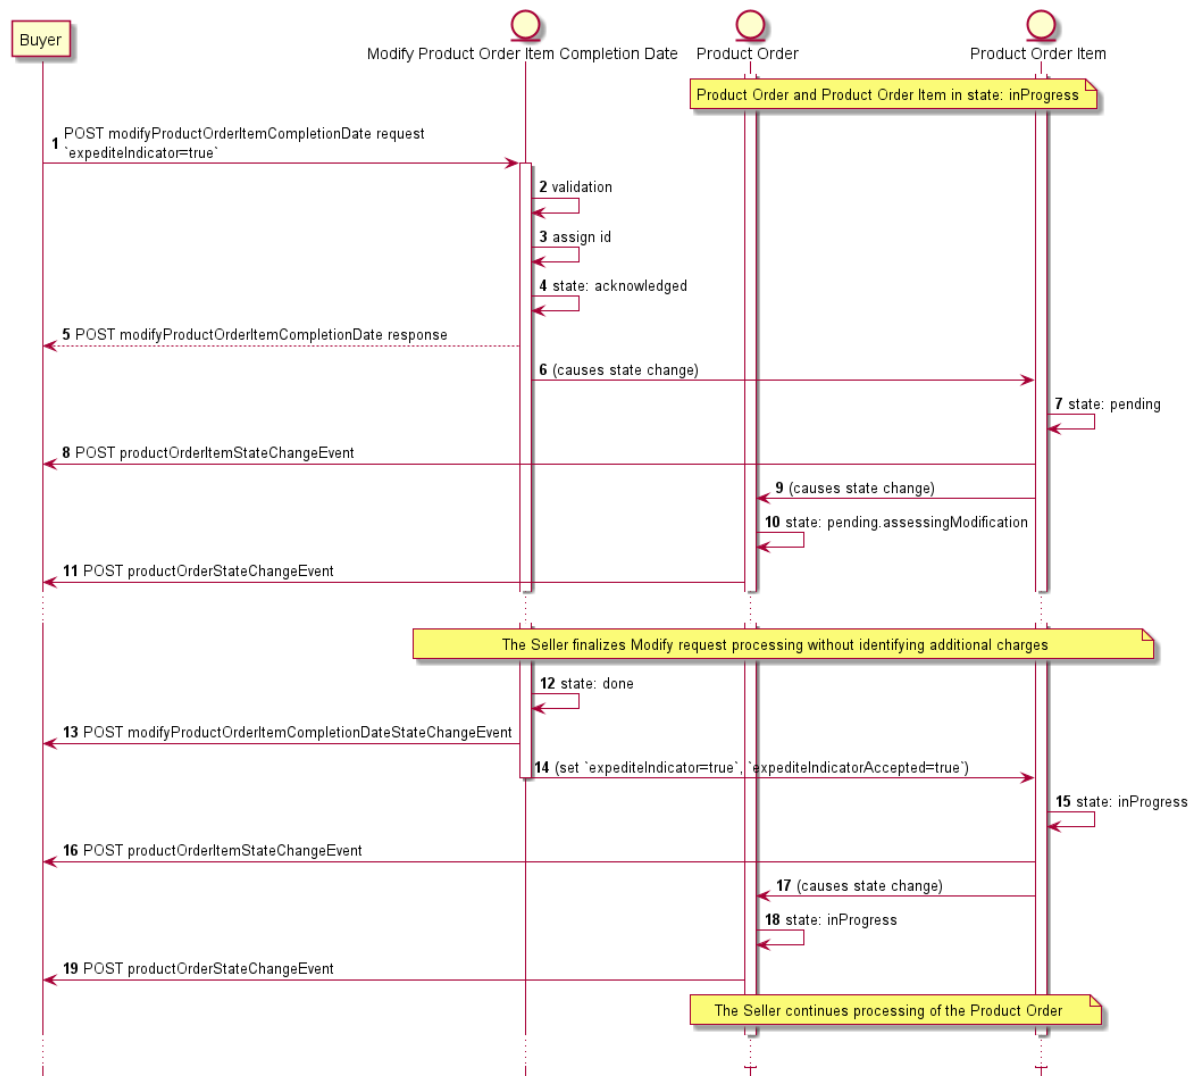 Buyer
Modify Product Order Item Completion Date
Product Order
Product Order Item
Product Order and Product Order Item in state: inProgress
1 POST modifyProductOrderItemCompletionDate request
`expediteIndicator=true`
2 validation
3 assign id
4 state: acknowledged
5 POST modifyProductOrderItemCompletionDate response
6 (causes state change)
7 state: pending
8 POST productOrderItemStateChangeEvent
9 (causes state change)
10 state: pending.assessingModification
11 POST productOrderStateChangeEvent
The Seller finalizes Modify request processing without identifying additional charges
12 state: done
13 POST modifyProductOrderItemCompletionDateStateChangeEvent
14 (set `expediteIndicator=true`, `expediteIndicatorAccepted=true`)
15 state: inProgress
16 POST productOrderItemStateChangeEvent
17 (causes state change)
18 state: inProgress
19 POST productOrderStateChangeEvent
The Seller continues processing of the Product Order